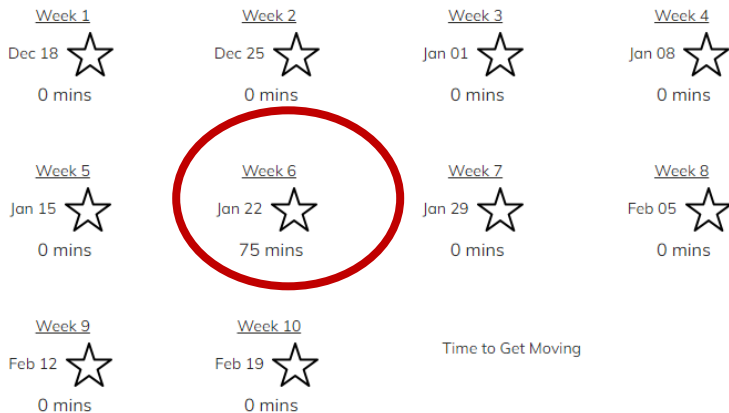 Week 1
Dec 18
0 mins
Week 2
Dec 25
0 mins
Week 3
Jan 01
0 mins
Week 4
Jan 08
0 mins
Week 5
Jan 15
0 mins
Week 6
Jan 22
75 mins
Week 7
Jan 29
0 mins
Week 8
Feb 05
0 mins
Week 9
Feb 12
0 mins
Week 10
Feb 19
0 mins
Time to Get Moving